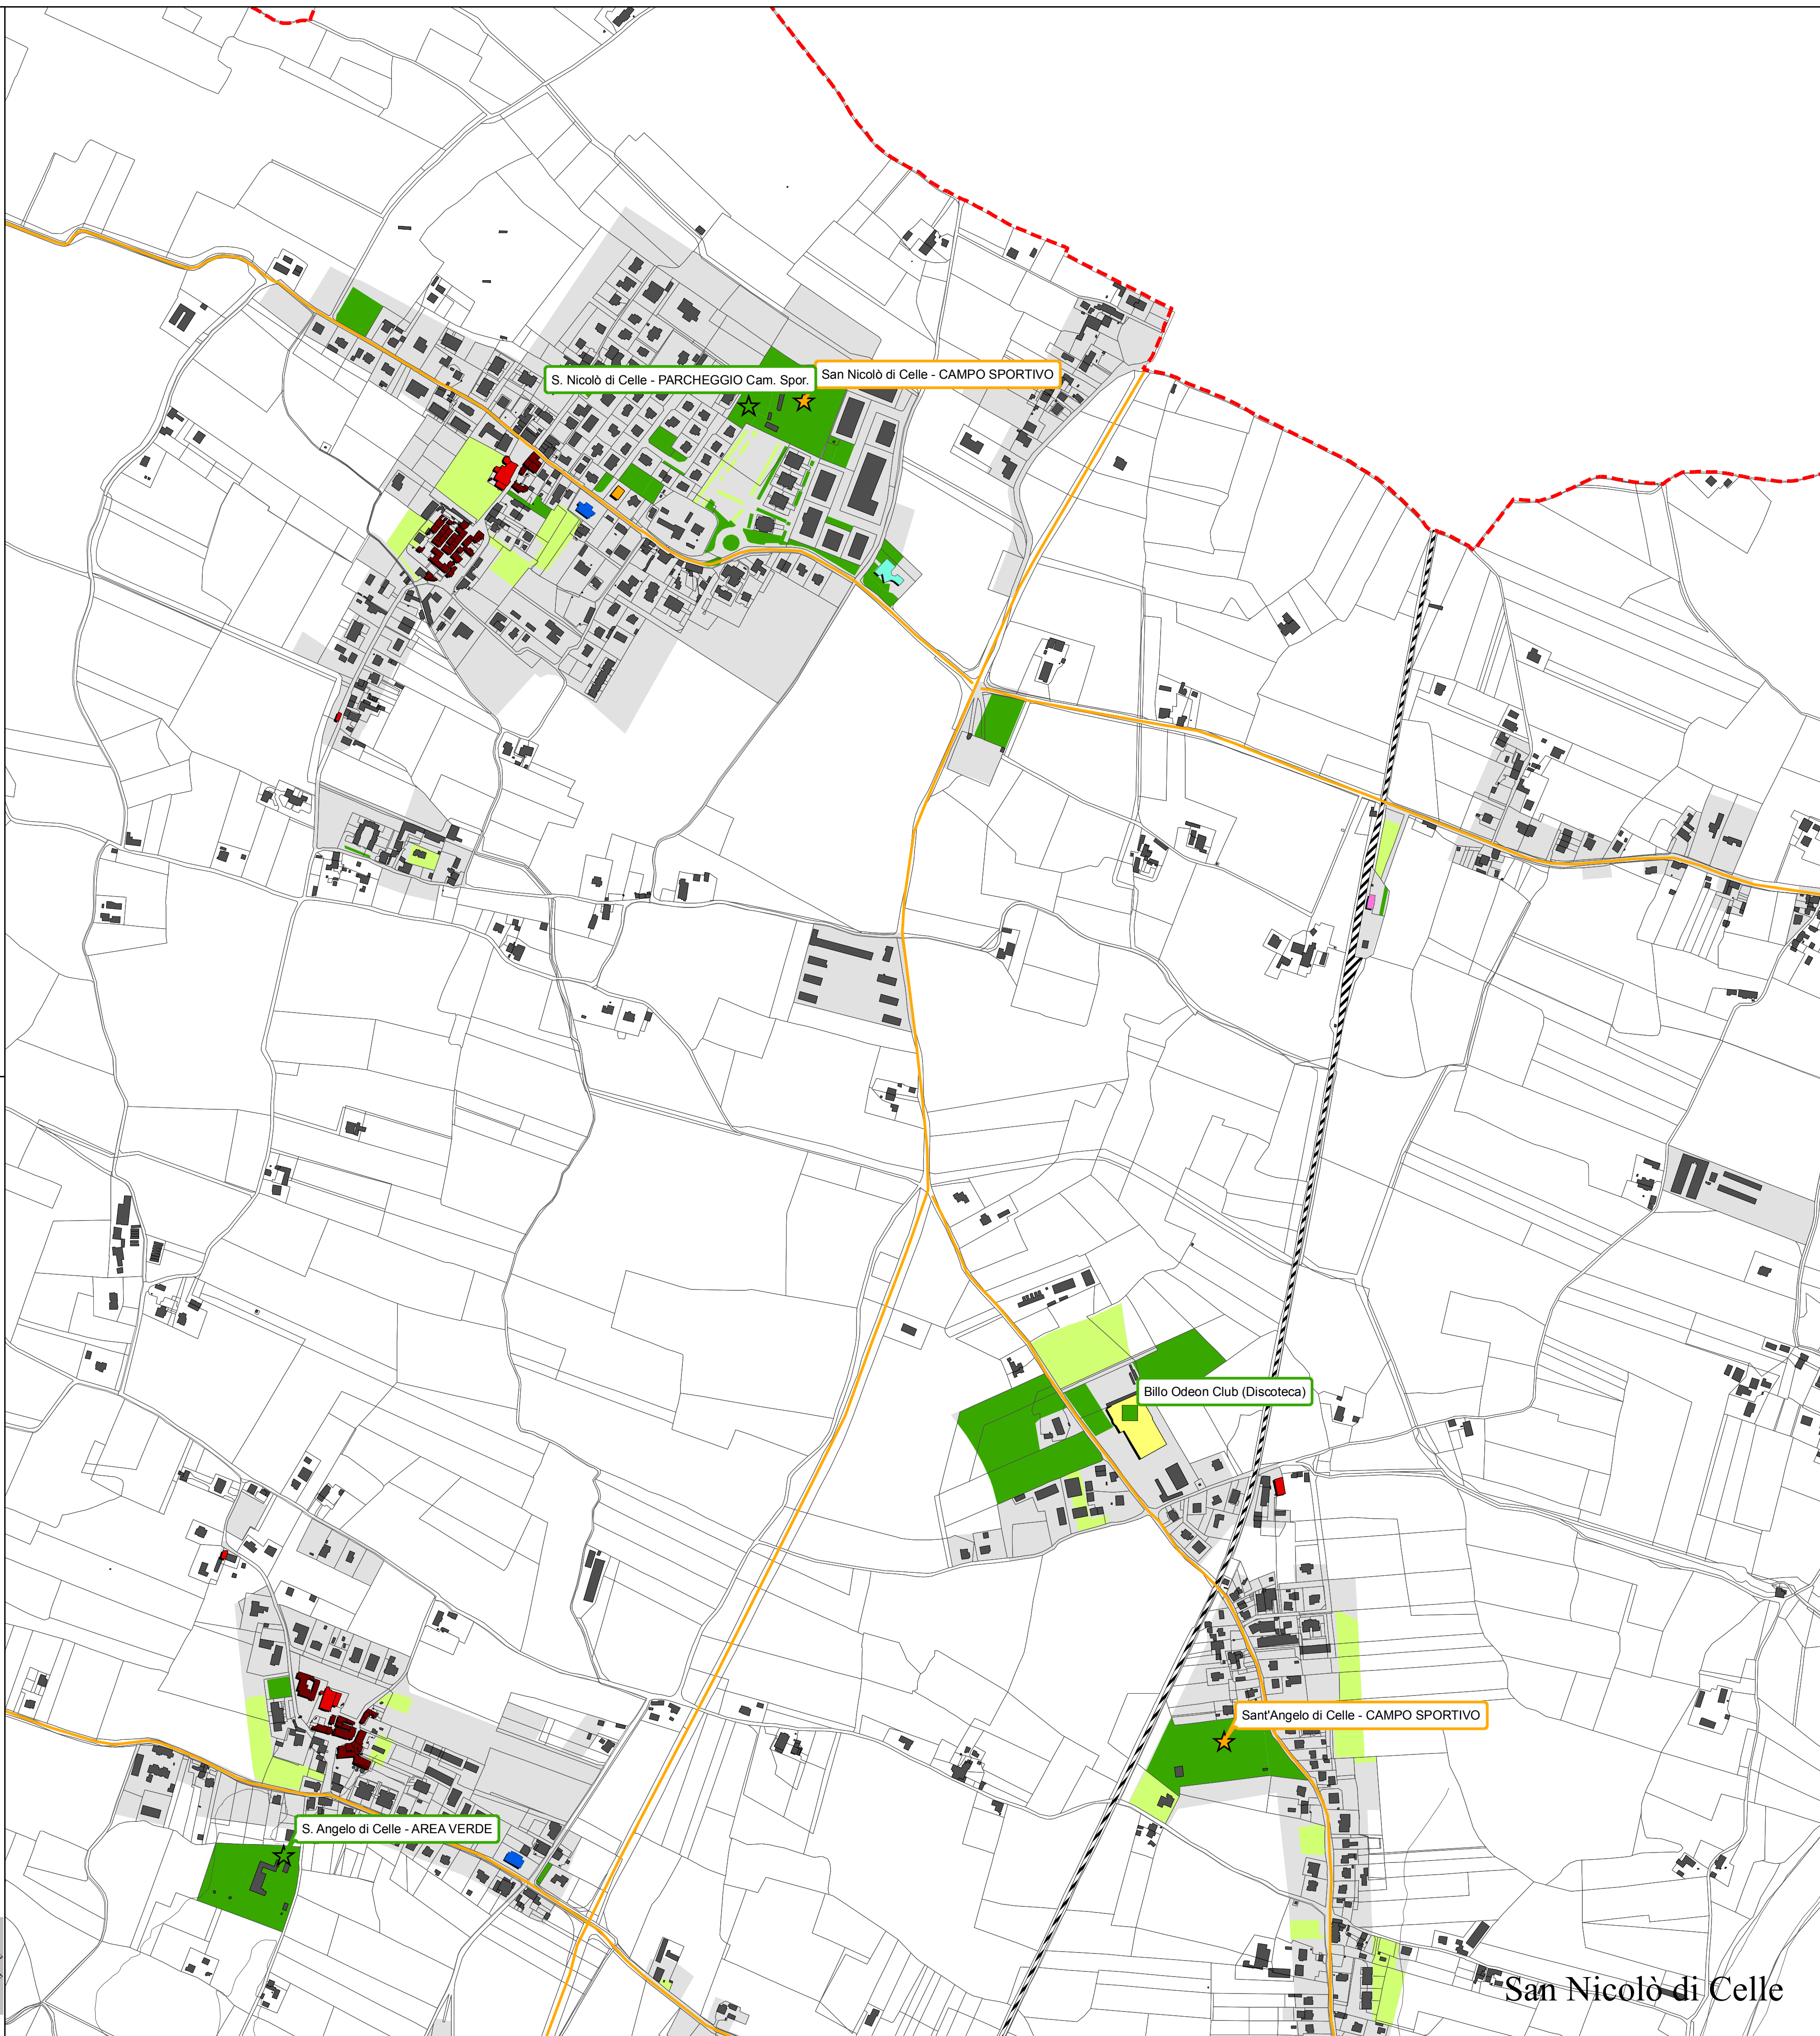 S. Nicolò di Celle - PARCHEGGIO Cam. Spor.
San Nicolò di Celle - CAMPO SPORTIVO
Billo Odeon Club (Discoteca)
Sant'Angelo di Celle - CAMPO SPORTIVO
S. Angelo di Celle - AREA VERDE
San Nicolò di Celle